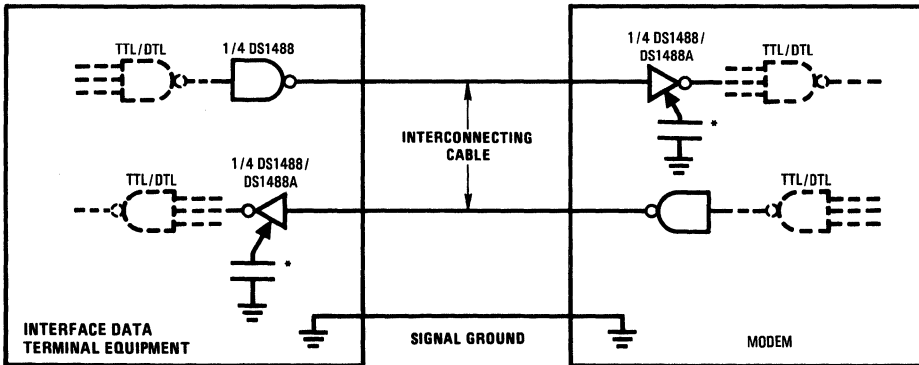 TTL/DTL
1/4 DS1488
1/4 DS1488/
DS1488A
TTL/DTL
*
INTERCONNECTING
CABLE
1/4 DS1488/
DS1488A
TTL/DTL
TTL/DTL
*
INTERFACE DATA
TERMINAL EQUIPMENT
SIGNAL GROUND
MODEM